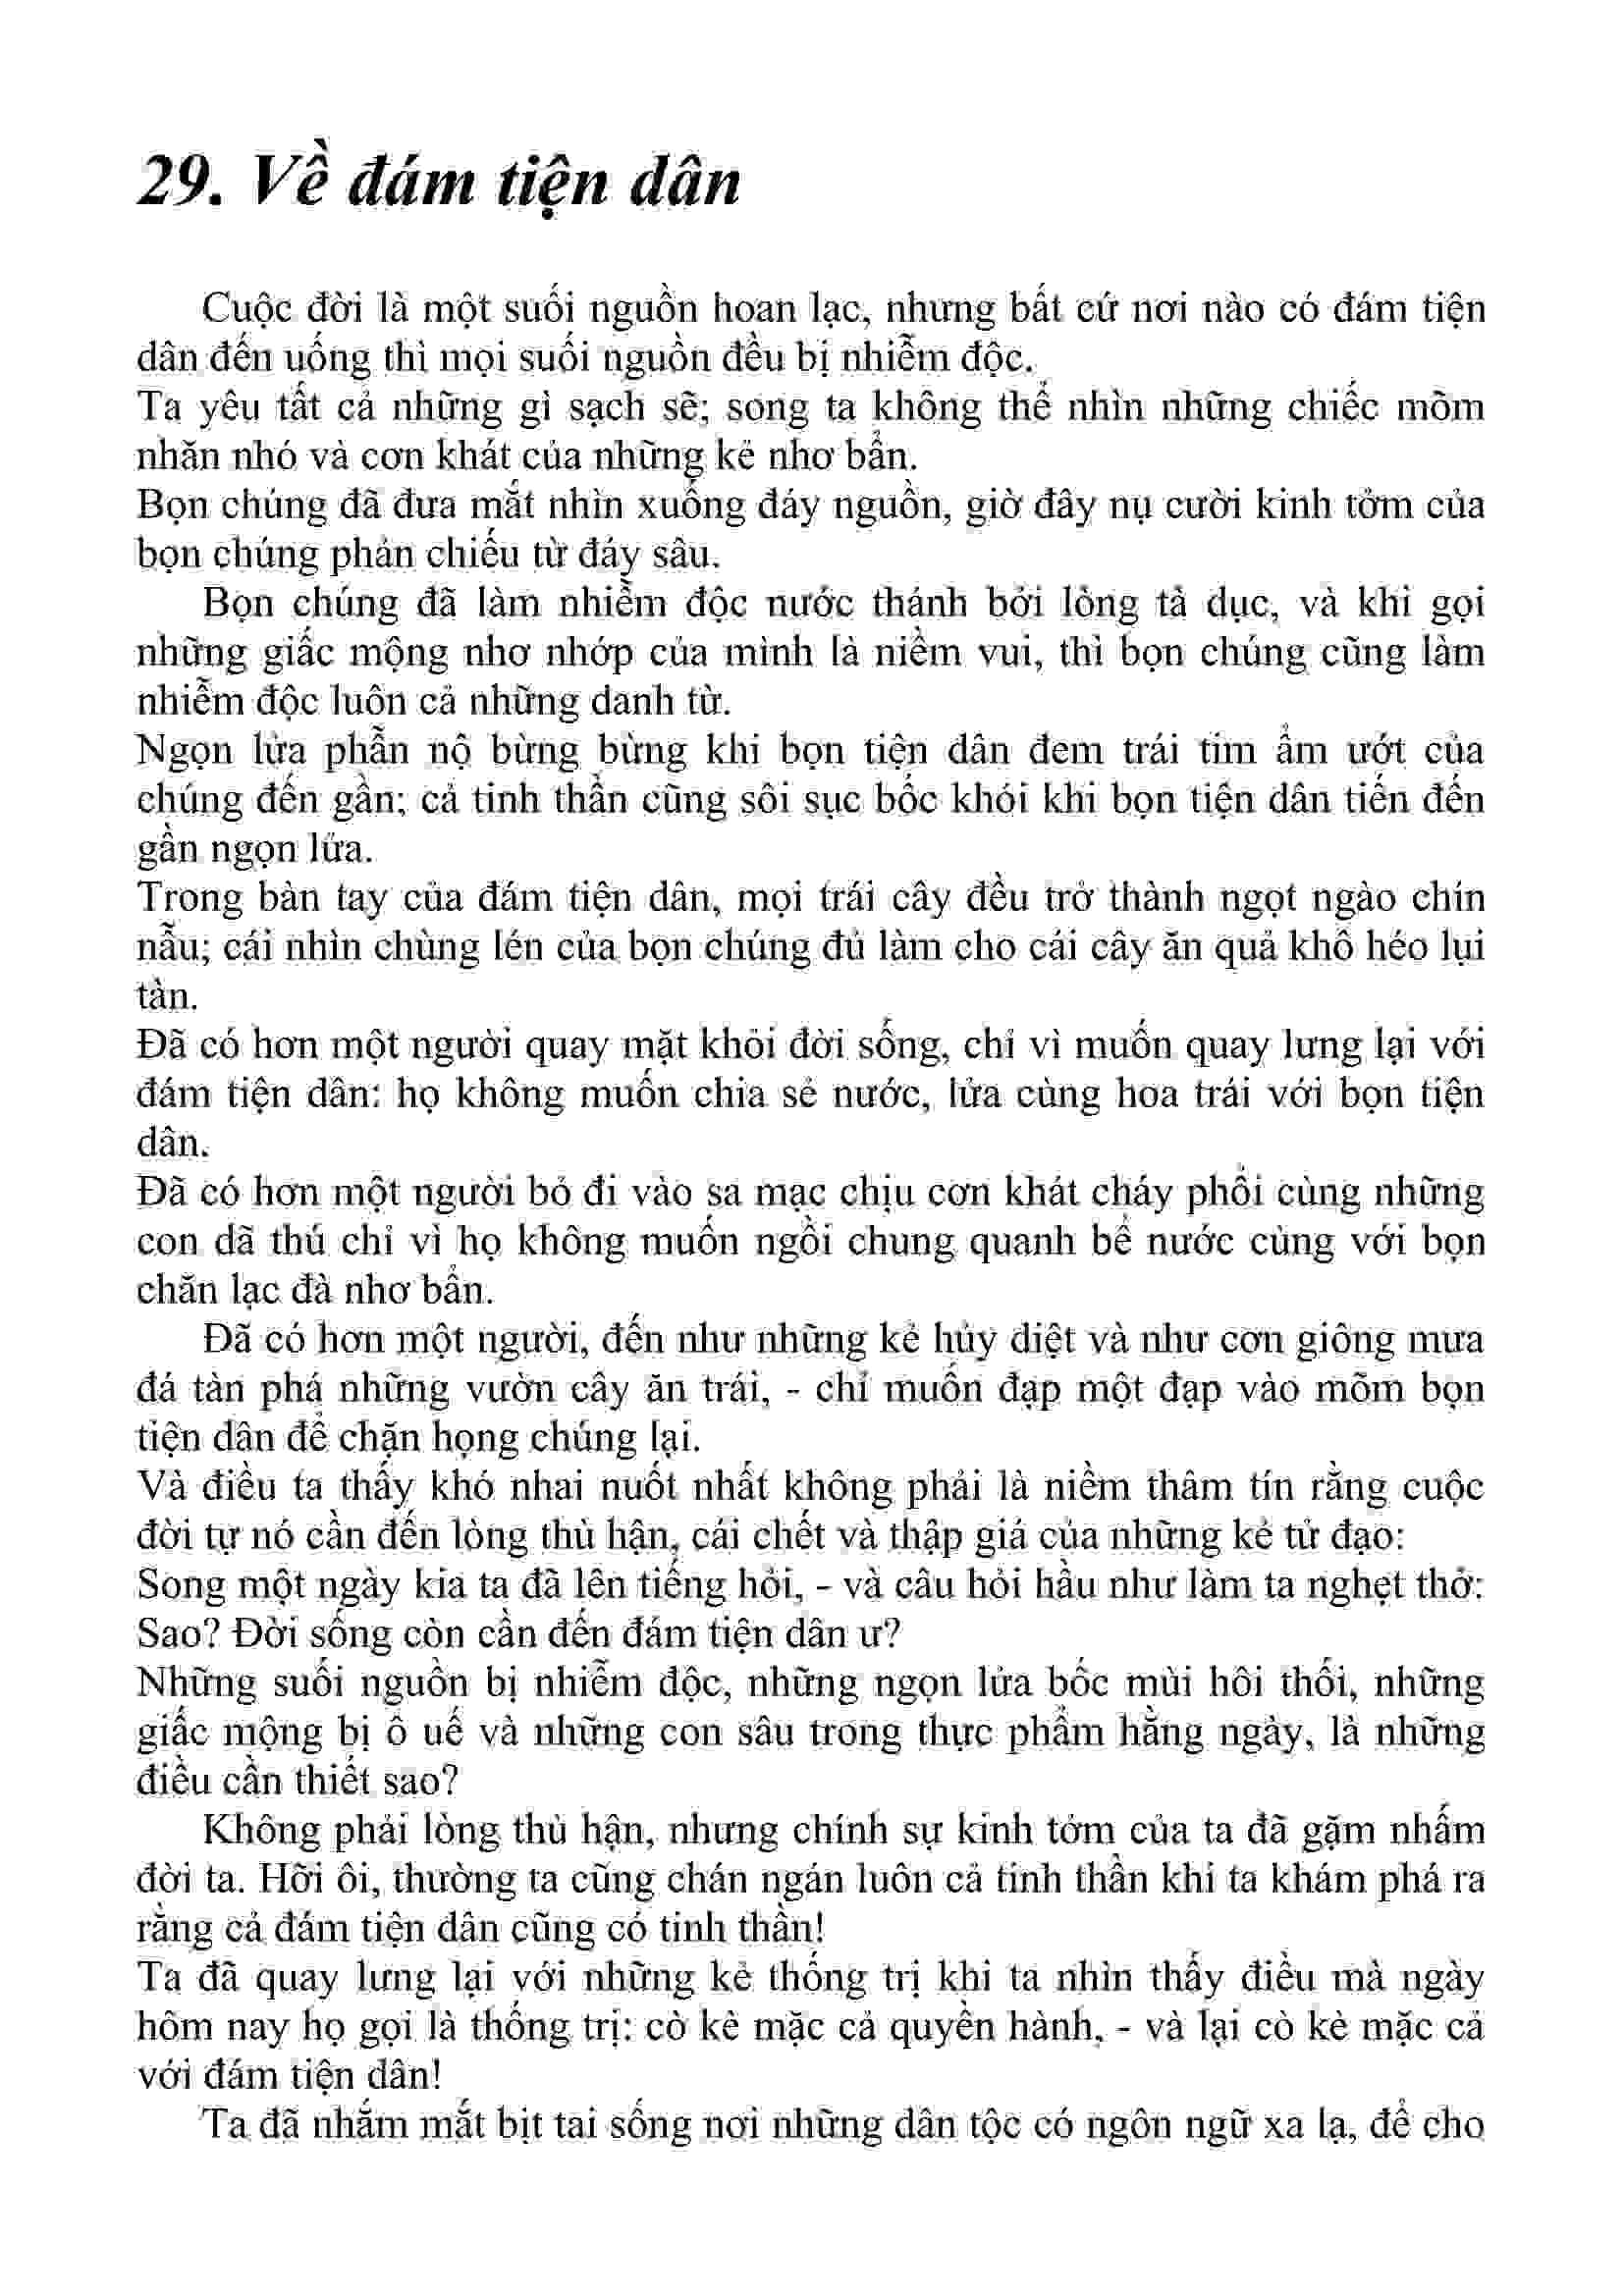 29. Về đám tiện dân
Cuộc đời là một suối nguồn hoan lạc, nhưng bất cứ nơi nào có đám tiện
dân đến uống thì mọi suối nguồn đều bị nhiễm độc.
Ta yêu tất cả những gì sạch sẽ; song ta không thể nhìn những chiếc mõm
nhăn nhó và cơn khát của những kẻ nhơ bẩn.
Bọn chúng đã đưa mắt nhìn xuống đáy nguồn, giờ đây nụ cười kinh tởm của
bọn chúng phản chiếu từ đáy sâu.
Bọn chúng đã làm nhiễm độc nước thánh bởi lòng tà dục, và khi gọi
những giấc mộng nhơ nhớp của mình là niềm vui, thì bọn chúng cũng làm
nhiễm độc luôn cả những danh từ.
Ngọn lửa phẫn nộ bừng bừng khi bọn tiện dân đem trái tim ẩm ướt của
chúng đến gần; cả tinh thần cũng sôi sục bốc khói khi bọn tiện dân tiến đến
gần ngọn lửa.
Trong bàn tay của đám tiện dân, mọi trái cây đều trở thành ngọt ngào chín
nẫu; cái nhìn chùng lén của bọn chúng đủ làm cho cái cây ăn quả khô héo lụi
tàn.
Đã có hơn một người quay mặt khỏi đời sống, chỉ vì muốn quay lưng lại với
đám tiện dân: họ không muốn chia sẻ nước, lửa cùng hoa trái với bọn tiện
dân.
Đã có hơn một người bỏ đi vào sa mạc chịu cơn khát cháy phổi cùng những
con dã thú chỉ vì họ không muốn ngồi chung quanh bể nước cùng với bọn
chăn lạc đà nhơ bẩn.
Đã có hơn một người, đến như những kẻ hủy diệt và như cơn giông mưa
đá tàn phá những vườn cây ăn trái, - chỉ muốn đạp một đạp vào mõm bọn
tiện dân để chặn họng chúng lại.
Và điều ta thấy khó nhai nuốt nhất không phải là niềm thâm tín rằng cuộc
đời tự nó cần đến lòng thù hận, cái chết và thập giá của những kẻ tử đạo:
Song một ngày kia ta đã lên tiếng hỏi, - và câu hỏi hầu như làm ta nghẹt thở:
Sao? Đời sống còn cần đến đám tiện dân ư?
Những suối nguồn bị nhiễm độc, những ngọn lửa bốc mùi hôi thối, những
giấc mộng bị ô uế và những con sâu trong thực phẩm hằng ngày, là những
điều cần thiết sao?
Không phải lòng thù hận, nhưng chính sự kinh tởm của ta đã gặm nhấm
đời ta. Hỡi ôi, thường ta cũng chán ngán luôn cả tinh thần khi ta khám phá ra
rằng cả đám tiện dân cũng có tinh thần!
Ta đã quay lưng lại với những kẻ thống trị khi ta nhìn thấy điều mà ngày
hôm nay họ gọi là thống trị: cò kè mặc cả quyền hành, - và lại cò kè mặc cả
với đám tiện dân!
Ta đã nhắm mắt bịt tai sống nơi những dân tộc có ngôn ngữ xa lạ, để cho